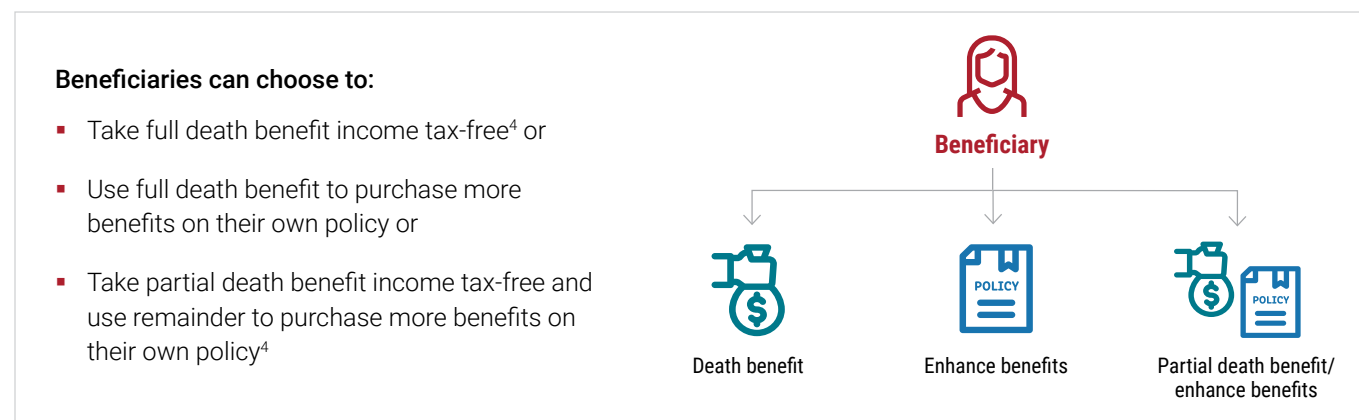 Beneficiaries can choose to:
▪ Take full death benefit income tax-free⁴ or
▪ Use full death benefit to purchase more
benefits on their own policy or
▪ Take partial death benefit income tax-free and
use remainder to purchase more benefits on
their own policy⁴
Beneficiary
$
Death benefit
POLICY
Enhance benefits
$
POLICY
Partial death benefit/
enhance benefits